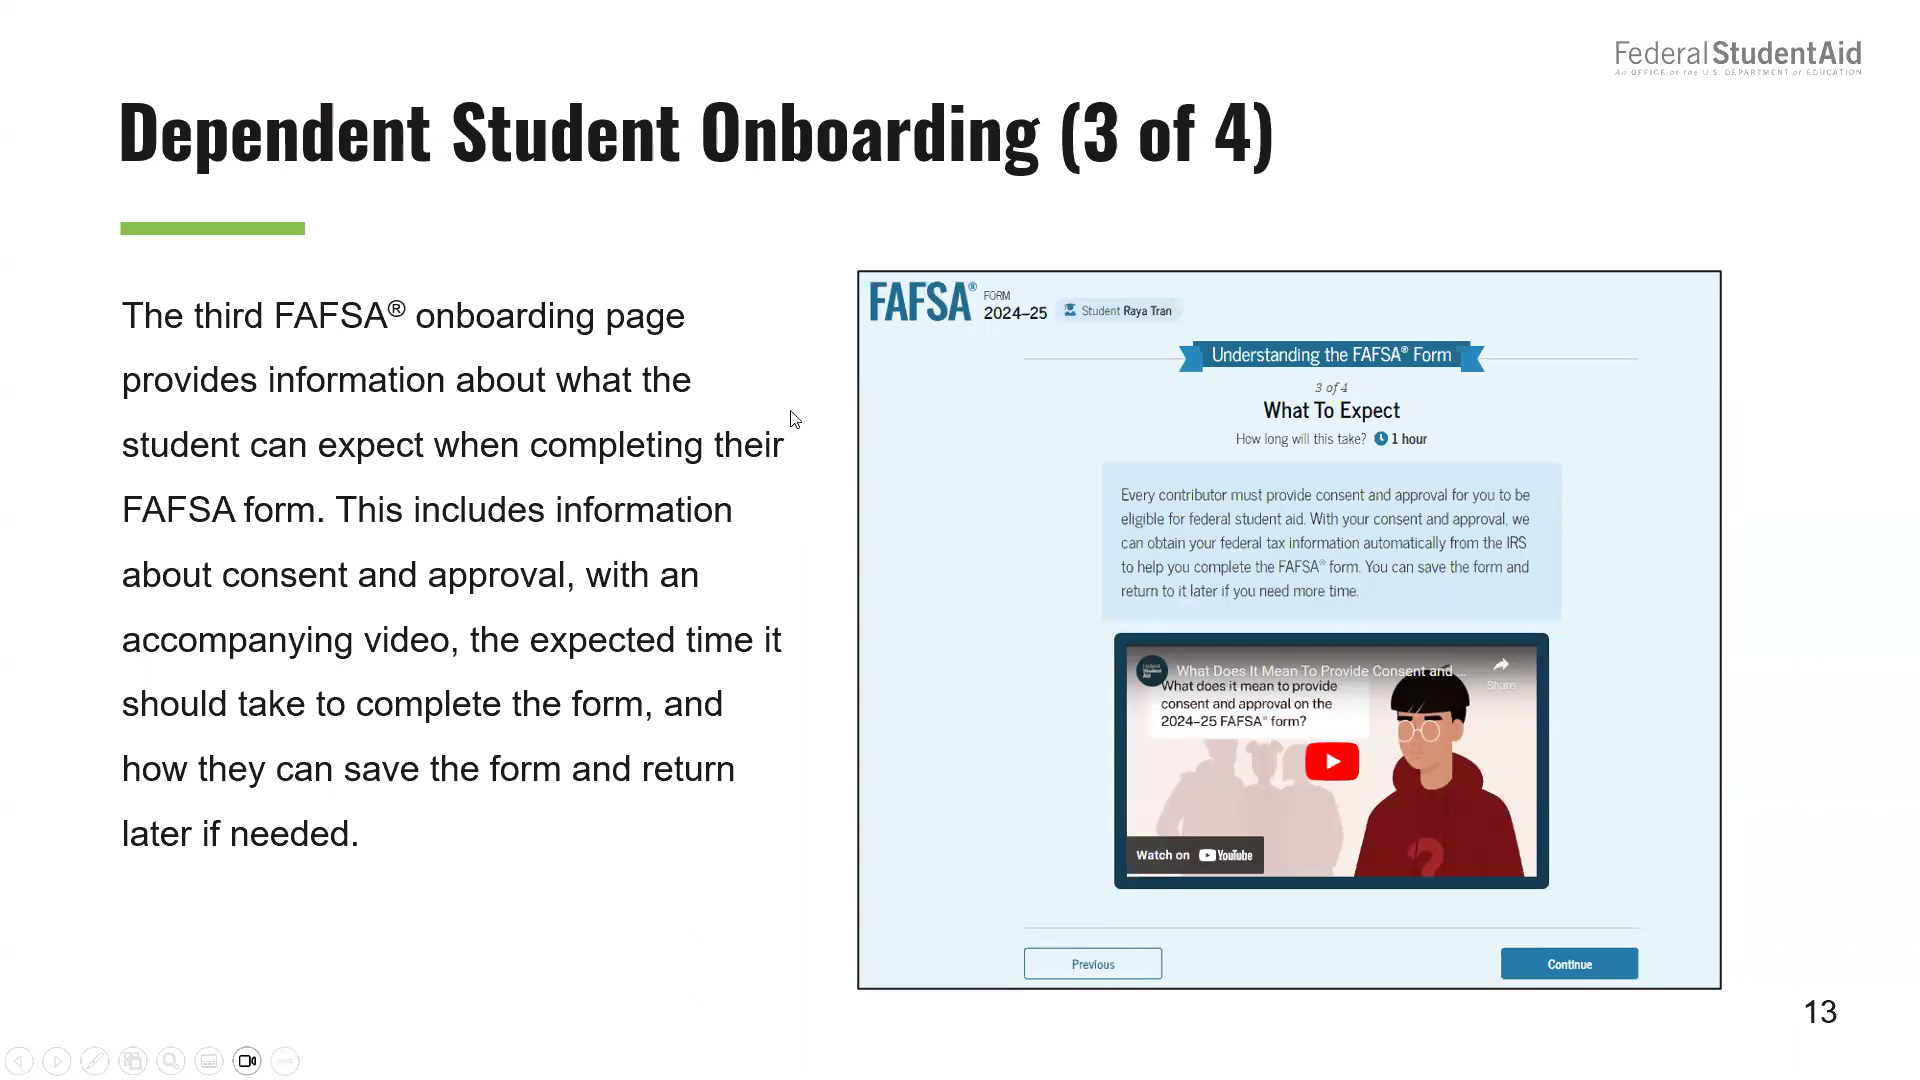 Federal StudentAid
An OFFICE of the U.S. DEPARTMENT of EDUCATION
Dependent Student Onboarding (3 of 4)
The third FAFSA® onboarding page
provides information about what the
student can expect when completing their
FAFSA form. This includes information
about consent and approval, with an
accompanying video, the expected time it
should take to complete the form, and
how they can save the form and return
later if needed.
FAFSA® FORM
2024–25
Student Raya Tran
Understanding the FAFSA® Form
3 of 4
What To Expect
How long will this take? 1 hour
Every contributor must provide consent and approval for you to be
eligible for federal student aid. With your consent and approval, we
can obtain your federal tax information automatically from the IRS
to help you complete the FAFSA® form. You can save the form and
return to it later if you need more time.
Federal Student Aid
What Does It Mean To Provide Consent and ...
Share
What does it mean to provide
consent and approval on the
2024–25 FAFSA® form?
?
Watch on YouTube
Previous
Continue
13